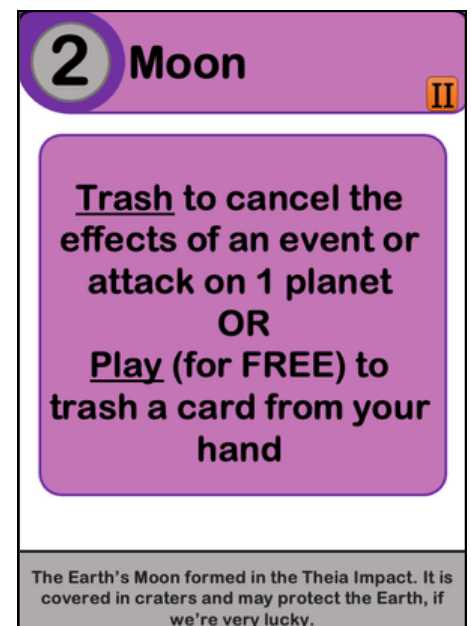 2 Moon
II
Trash to cancel the
effects of an event or
attack on 1 planet
OR
Play (for FREE) to
trash a card from your
hand
The Earth's Moon formed in the Theia Impact. It is
covered in craters and may protect the Earth, if
we're very lucky.